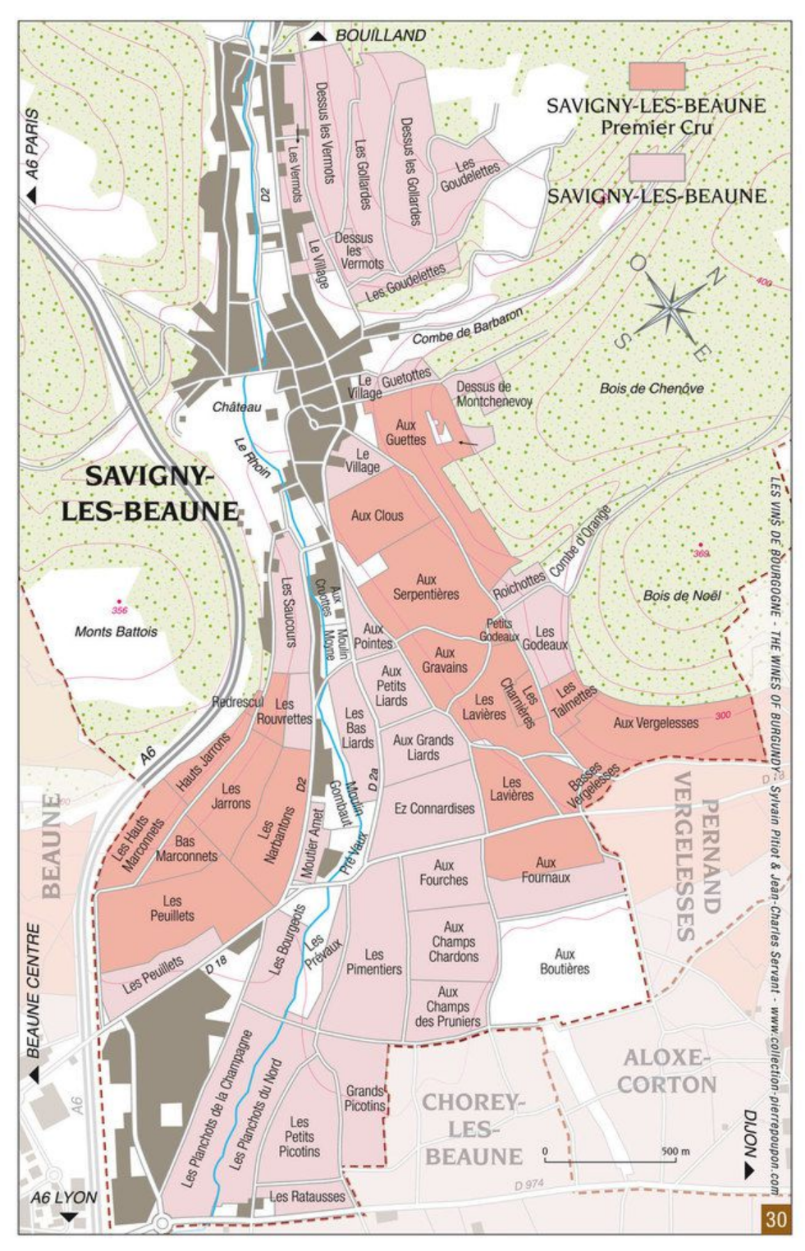 BOUILLAND
A6 PARIS
SAVIGNY-LES-BEAUNE
Premier Cru
SAVIGNY-LES-BEAUNE
Dessus les Vermots
Les Gollardes
Dessus les Gollardes
Les
Goudelettes
Les Vermots
D2
Le Village
Dessus
les
Vermots
Les Goudelettes
400
O
N
S
E
Combe de Barbaron
Château
Le
Village
Guetottes
Dessus de
Montchenevoy
Bois de Chenôve
Aux
Guettes
Le Rhoin
Le
Village
SAVIGNY-
LES-BEAUNE
Aux Clous
Combe d'Orange
369
Aux
Serpentières
Roichottes
Bois de Noël
356
Monts Battois
Les Saucours
Aux
Cruottes
Moulin
Moyne
Aux
Pointes
Petits
Godeaux
Les
Godeaux
Aux
Gravains
Redrescul
Les
Rouvrettes
Aux
Petits
Liards
Les
Bas
Liards
Les
Lavières
Les
Charnières
Les
Talmettes
Aux Vergelesses
300
A6
Hauts Jarrons
Aux Grands
Liards
Les
Jarrons
D2
D 2a
Moulin
Gombaut
Les
Lavières
Basses
Vergelesses
Les Hauts
Marconnets
Bas
Marconnets
Les
Narbantons
Ez Connardises
BEAUNE
PERNAND
VERGELESSES
Moutier Amet
Pré Vaux
Aux
Fourches
Aux
Fournaux
Les
Peuillets
Les Peuillets
D 18
Les Bourgeots
Les
Prévaux
Les
Pimentiers
Aux
Champs
Chardons
Aux
Boutières
Aux
Champs
des Pruniers
BEAUNE CENTRE
A6
Les Planchots de la Champagne
Les Planchots du Nord
Les
Petits
Picotins
Grands
Picotins
CHOREY-
LES-
BEAUNE
ALOXE-
CORTON
0
500 m
DIJON
D 974
Les Ratausses
A6 LYON
LES VINS DE BOURGOGNE - THE WINES OF BURGUNDY - Sylvain Pitiot & Jean-Charles Servant - www.collection-pierrepoupon.com
30